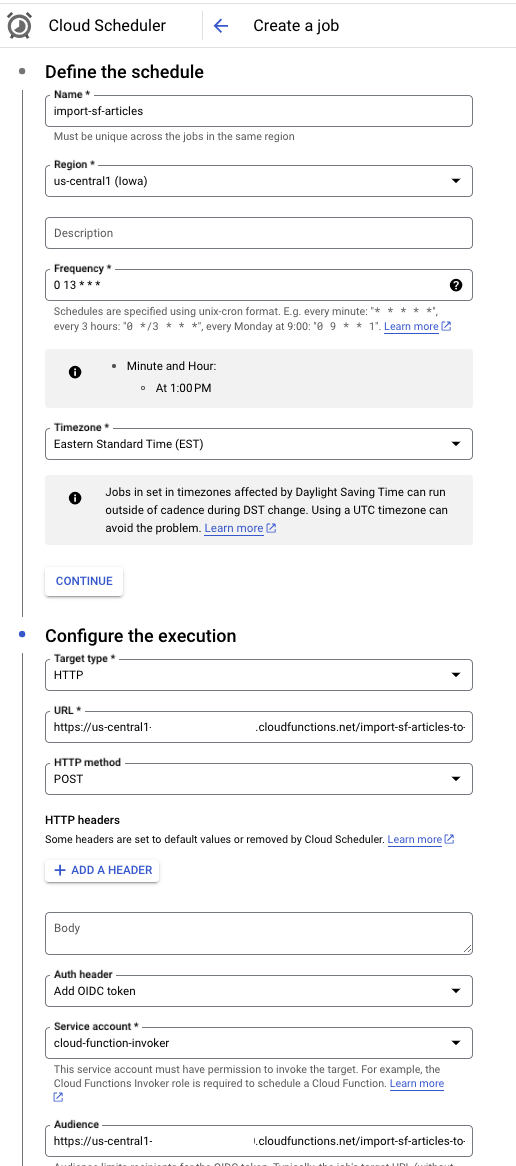 Cloud Scheduler
Create a job
Define the schedule
Name *
import-sf-articles
Must be unique across the jobs in the same region
Region *
us-central1 (Iowa)
Description
Frequency *
0 13 * * *
Schedules are specified using unix-cron format. E.g. every minute: "* * * * *",
every 3 hours: "0 */3 * * *", every Monday at 9:00: "0 9 * * 1". Learn more
Minute and Hour:
At 1:00 PM
Timezone *
Eastern Standard Time (EST)
Jobs in set in timezones affected by Daylight Saving Time can run
outside of cadence during DST change. Using a UTC timezone can
avoid the problem. Learn more
CONTINUE
Configure the execution
Target type *
HTTP
URL *
https://us-central1- .cloudfunctions.net/import-sf-articles-to-
HTTP method
POST
HTTP headers
Some headers are set to default values or removed by Cloud Scheduler. Learn more
+ ADD A HEADER
Body
Auth header
Add OIDC token
Service account *
cloud-function-invoker
This service account must have permission to invoke the target. For example, the
Cloud Functions Invoker role is required to schedule a Cloud Function. Learn more
Audience
https://us-central1- .cloudfunctions.net/import-sf-articles-to-